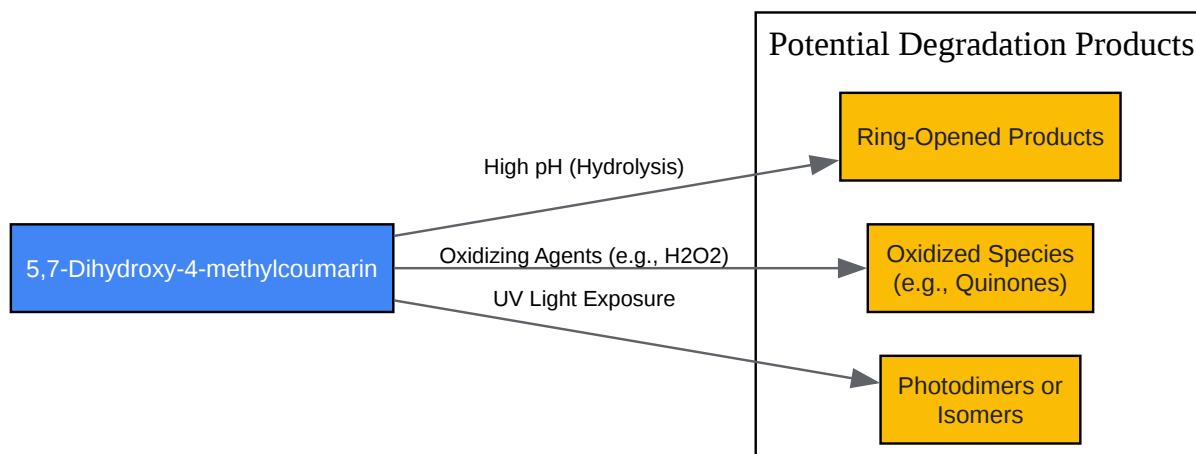 Potential Degradation Products
Ring-Opened Products
High pH (Hydrolysis)
5,7-Dihydroxy-4-methylcoumarin
Oxidizing Agents (e.g., H2O2)
Oxidized Species
(e.g., Quinones)
UV Light Exposure
Photodimers or
Isomers